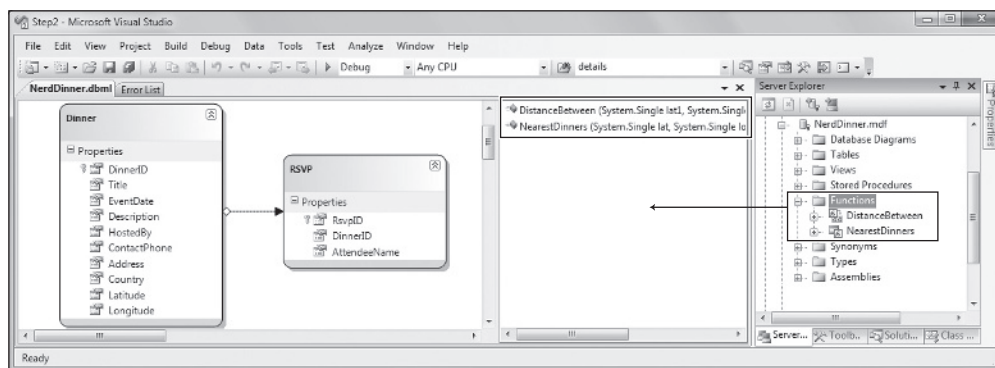 Step2 - Microsoft Visual Studio
File Edit View Project Build Debug Data Tools Test Analyze Window Help
Debug Any CPU details
NerdDinner.dbml Error List
Dinner
Properties
DinnerID
Title
EventDate
Description
HostedBy
ContactPhone
Address
Country
Latitude
Longitude
RSVP
Properties
RsvpID
DinnerID
AttendeeName
DistanceBetween (System.Single lat1, System.Singl
NearestDinners (System.Single lat, System.Single lo
Server Explorer
NerdDinner.mdf
Database Diagrams
Tables
Views
Stored Procedures
Functions
DistanceBetween
NearestDinners
Synonyms
Types
Assemblies
Server... Toolb... Soluti... Class ...
Properties
Ready